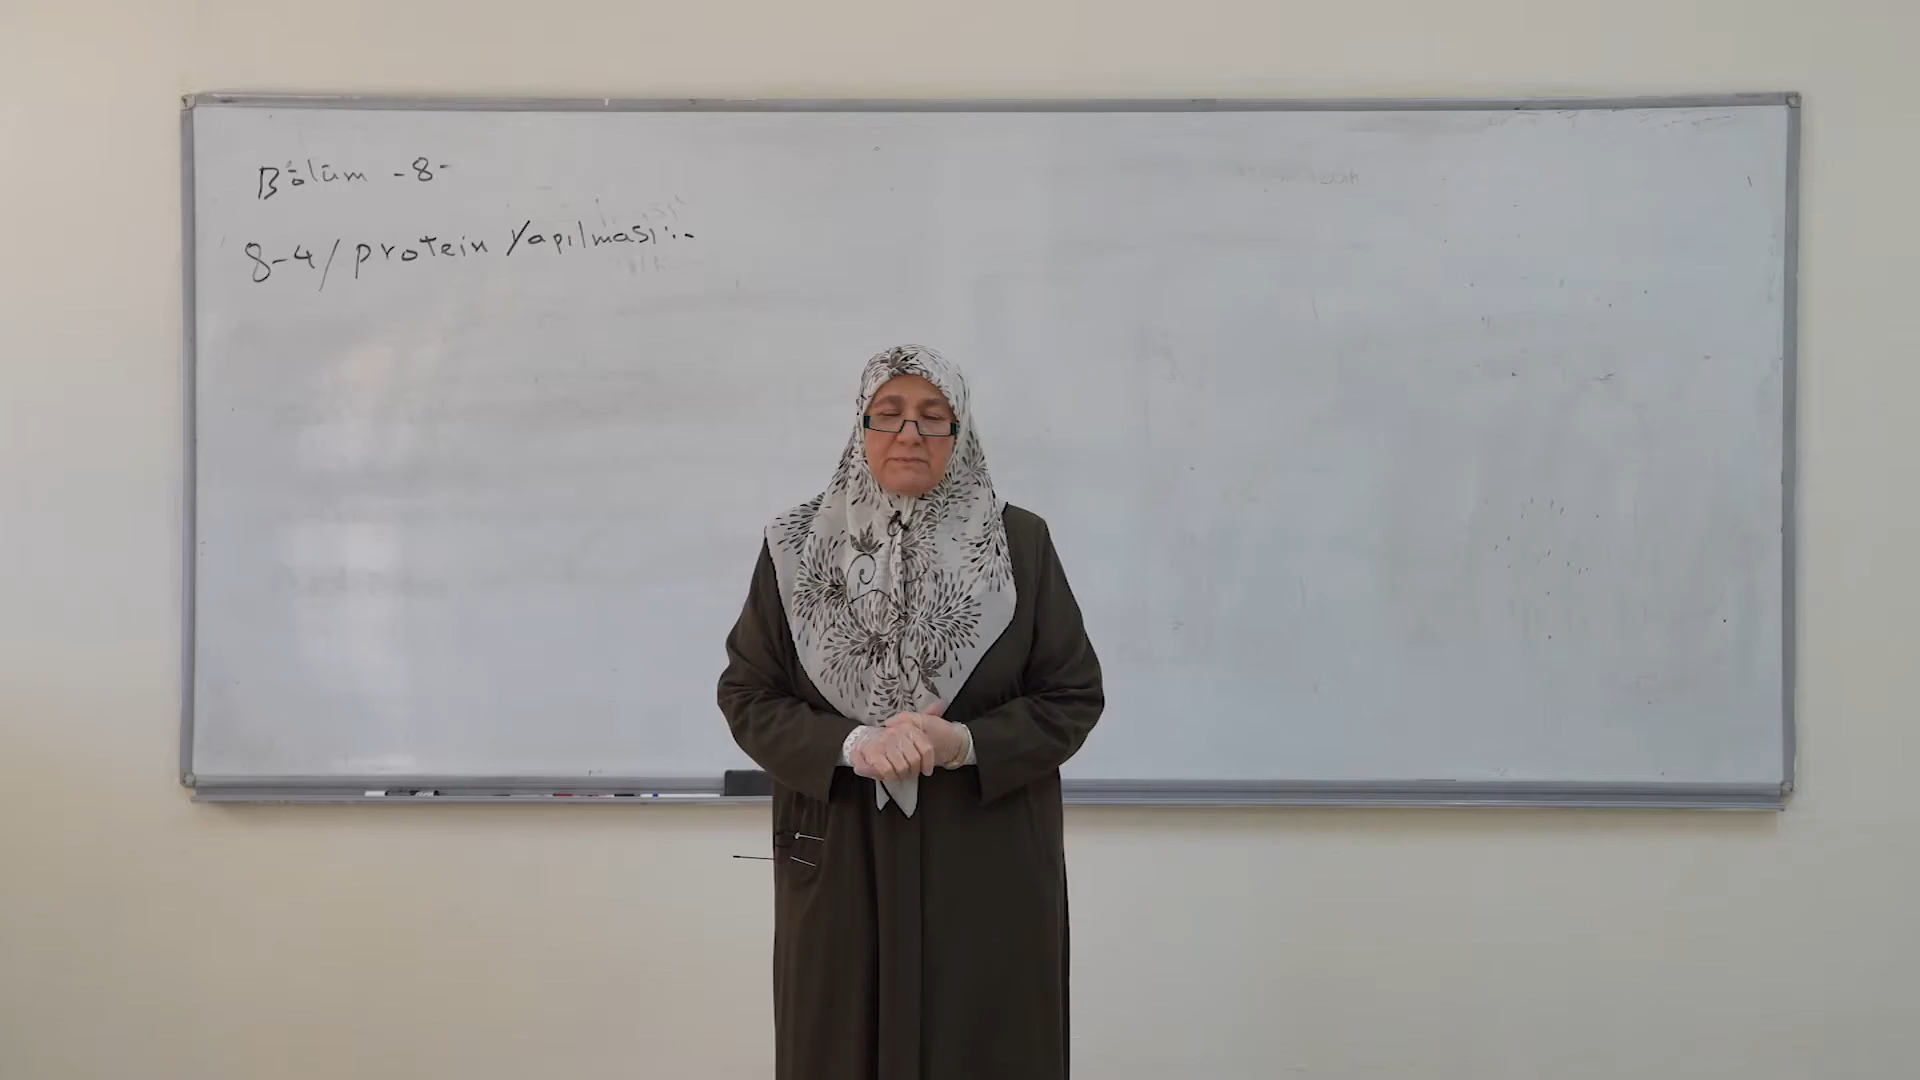 Bölüm -8-
8-4/ protein Yapılması:.